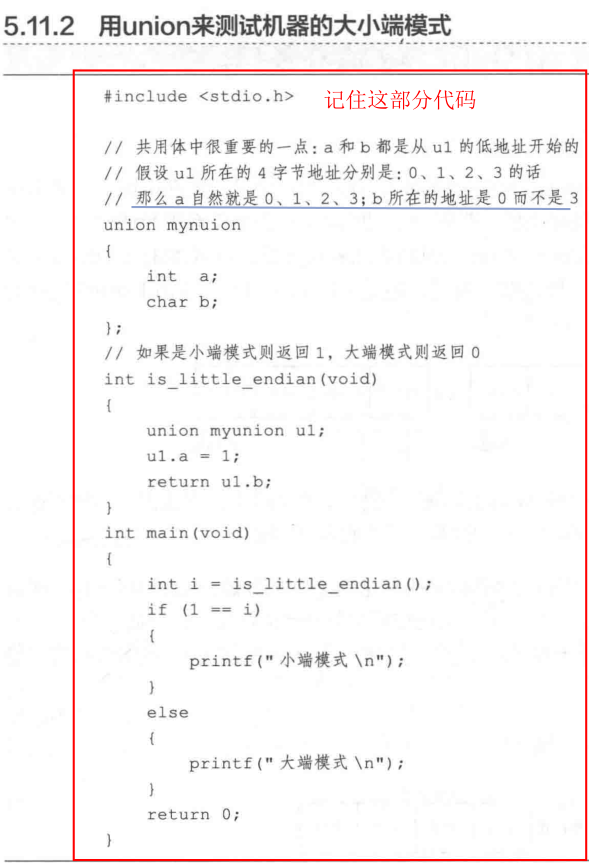 5.11.2 用union来测试机器的大小端模式
#include <stdio.h> 记住这部分代码
// 共用体中很重要的一点:a 和 b 都是从 u1 的低地址开始的
// 假设 u1 所在的 4 字节地址分别是:0、1、2、3 的话
// 那么 a 自然就是 0、1、2、3;b 所在的地址是 0 而不是 3
union mynuion
{
int a;
char b;
};
// 如果是小端模式则返回 1, 大端模式则返回 0
int is_little_endian(void)
{
union myunion u1;
u1.a = 1;
return u1.b;
}
int main(void)
{
int i = is_little_endian();
if (1 == i)
{
printf("小端模式\n");
}
else
{
printf("大端模式\n");
}
return 0;
}